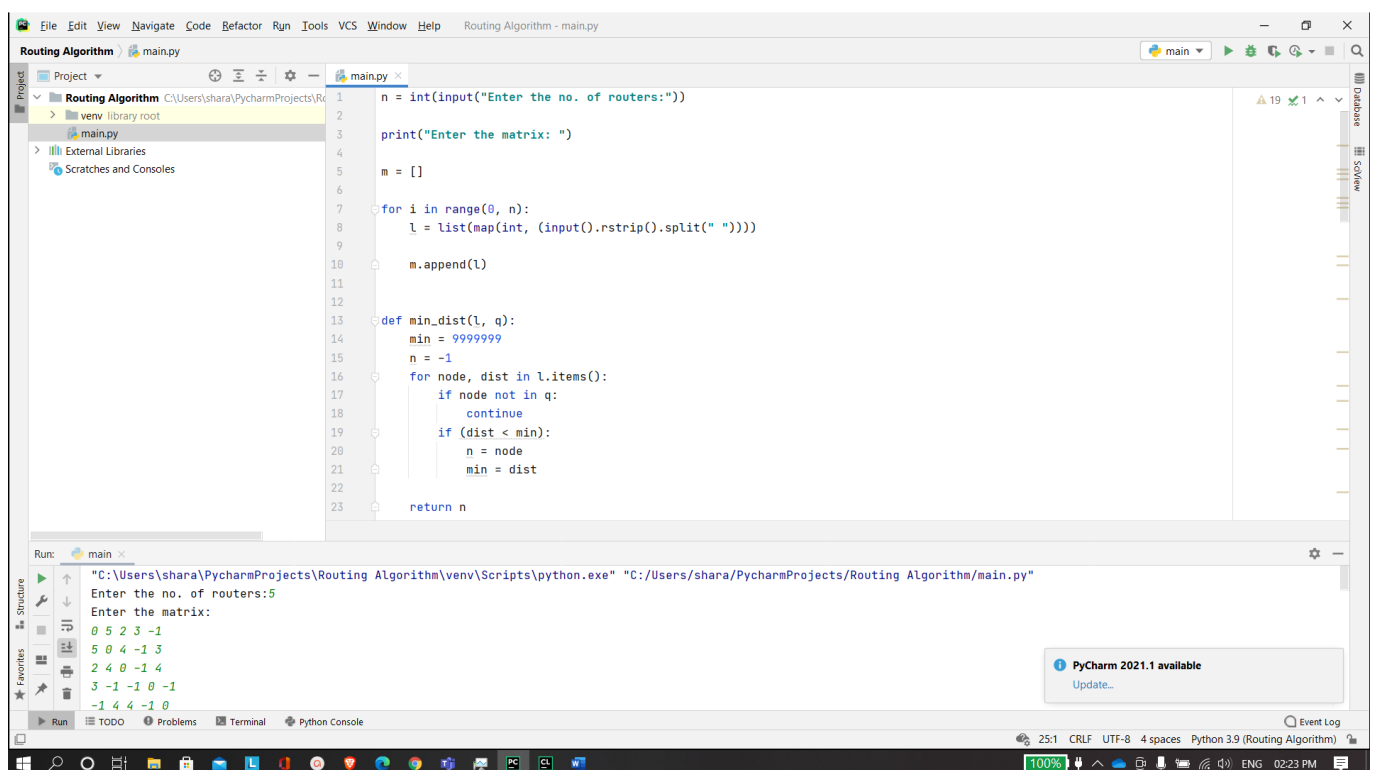 File Edit View Navigate Code Refactor Run Tools VCS Window Help Routing Algorithm - main.py
Routing Algorithm main.py
main
Project
main.py
Routing Algorithm C:\Users\shara\PycharmProjects\Ro
venv library root
main.py
External Libraries
Scratches and Consoles
1 n = int(input("Enter the no. of routers:"))
2
3 print("Enter the matrix: ")
4
5 m = []
6
7 for i in range(0, n):
8 l = list(map(int, (input().rstrip().split(" "))))
9
10 m.append(l)
11
12
13 def min_dist(l, q):
14 min = 9999999
15 n = -1
16 for node, dist in l.items():
17 if node not in q:
18 continue
19 if (dist < min):
20 n = node
21 min = dist
22
23 return n
19 1
Project
Database
SciView
Run: main
"C:\Users\shara\PycharmProjects\Routing Algorithm\venv\Scripts\python.exe" "C:/Users/shara/PycharmProjects/Routing Algorithm/main.py"
Enter the no. of routers:5
Enter the matrix:
0 5 2 3 -1
5 0 4 -1 3
2 4 0 -1 4
3 -1 -1 0 -1
-1 4 4 -1 0
Structure
Favorites
PyCharm 2021.1 available
Update...
Run TODO Problems Terminal Python Console Event Log
25:1 CRLF UTF-8 4 spaces Python 3.9 (Routing Algorithm)
100% ENG 02:23 PM